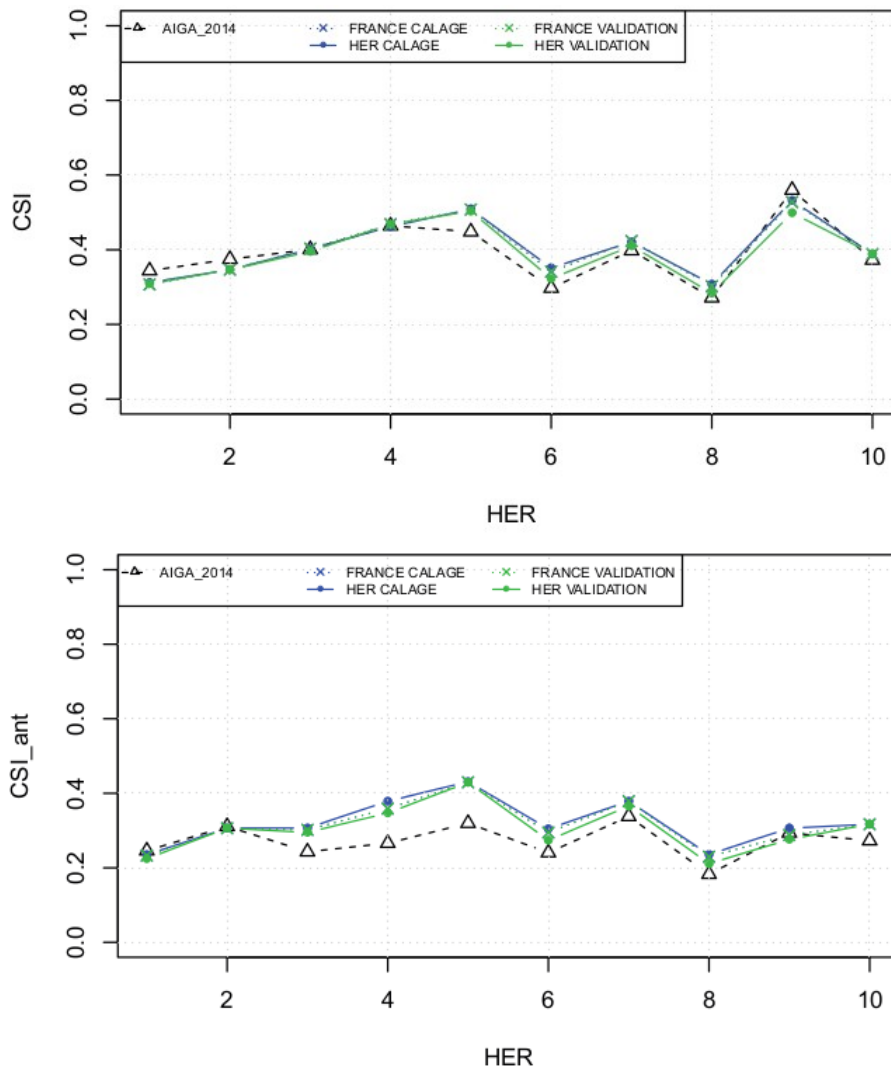 AIGA_2014 FRANCE CALAGE FRANCE VALIDATION
HER CALAGE HER VALIDATION
1.0
0.8
0.6
0.4
0.2
0.0
CSI
2 4 6 8 10
HER
AIGA_2014 FRANCE CALAGE FRANCE VALIDATION
HER CALAGE HER VALIDATION
1.0
0.8
0.6
0.4
0.2
0.0
CSI_ant
2 4 6 8 10
HER